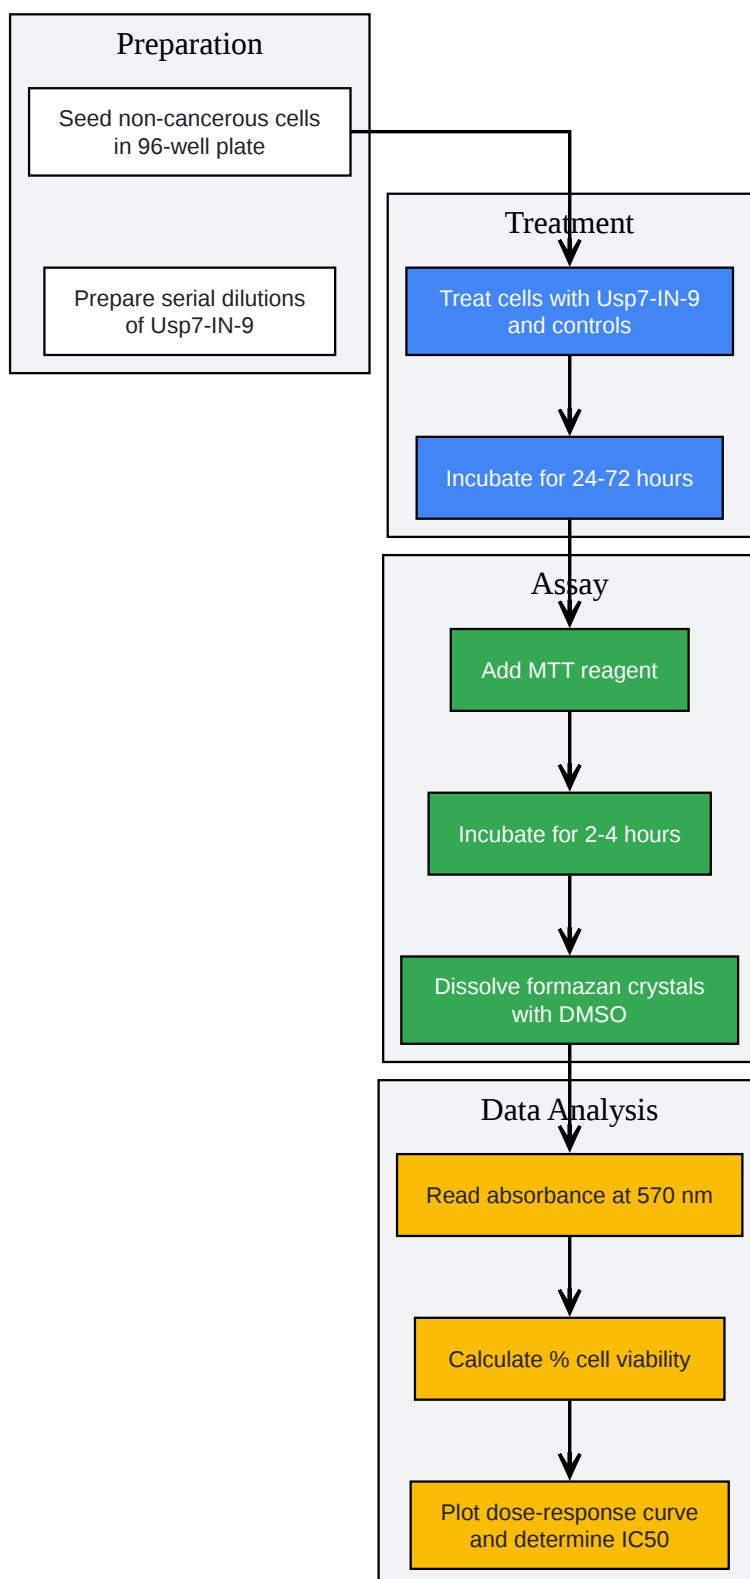 Preparation
Seed non-cancerous cells
in 96-well plate
Prepare serial dilutions
of Usp7-IN-9
Treatment
Treat cells with Usp7-IN-9
and controls
Incubate for 24-72 hours
Assay
Add MTT reagent
Incubate for 2-4 hours
Dissolve formazan crystals
with DMSO
Data Analysis
Read absorbance at 570 nm
Calculate % cell viability
Plot dose-response curve
and determine IC50